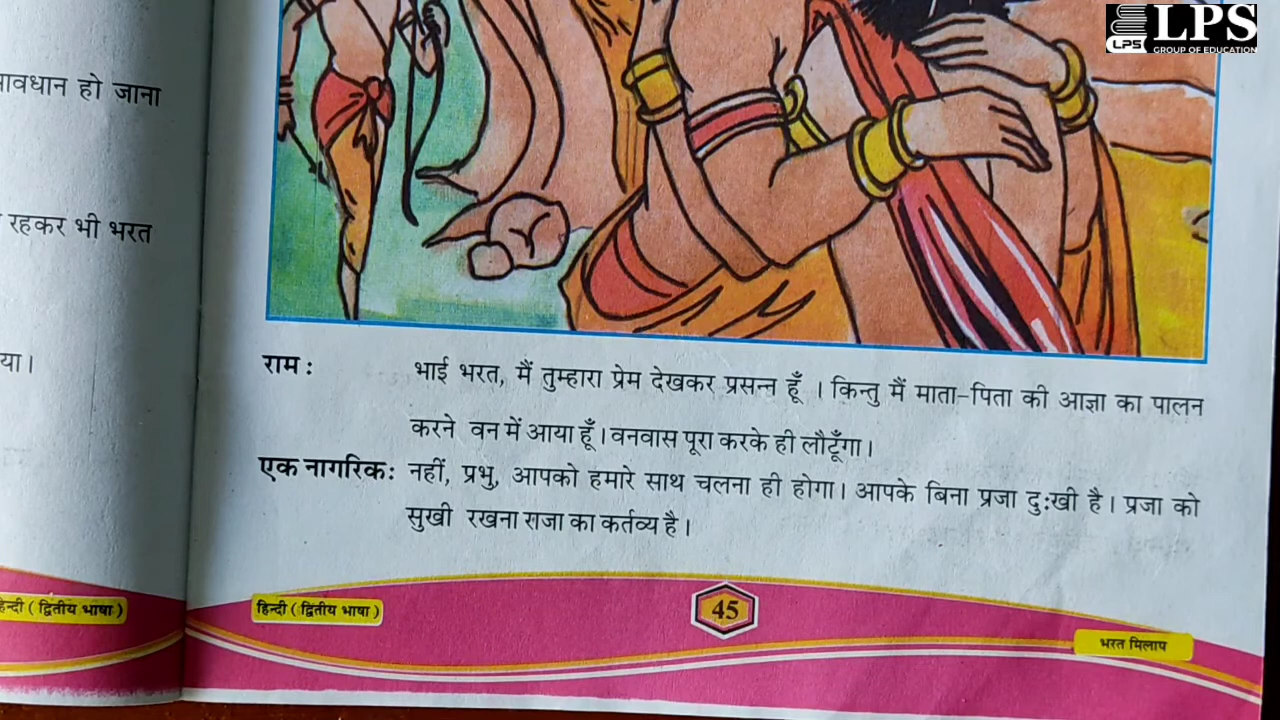 LPS
LPS
GROUP OF EDUCATION
हो जाना
रहकर भी भरत
राम : भाई भरत, मैं तुम्हारा प्रेम देखकर प्रसन्न हूँ । किन्तु मैं माता-पिता की आज्ञा का पालन
करने वन में आया हूँ। वनवास पूरा करके ही लौटूँगा।
एक नागरिक: नहीं, प्रभु, आपको हमारे साथ चलना ही होगा। आपके बिना प्रजा दुःखी है। प्रजा को
सुखी रखना राजा का कर्तव्य है।
(द्वितीय भाषा)
हिन्दी (द्वितीय भाषा)
45
भरत मिलाप